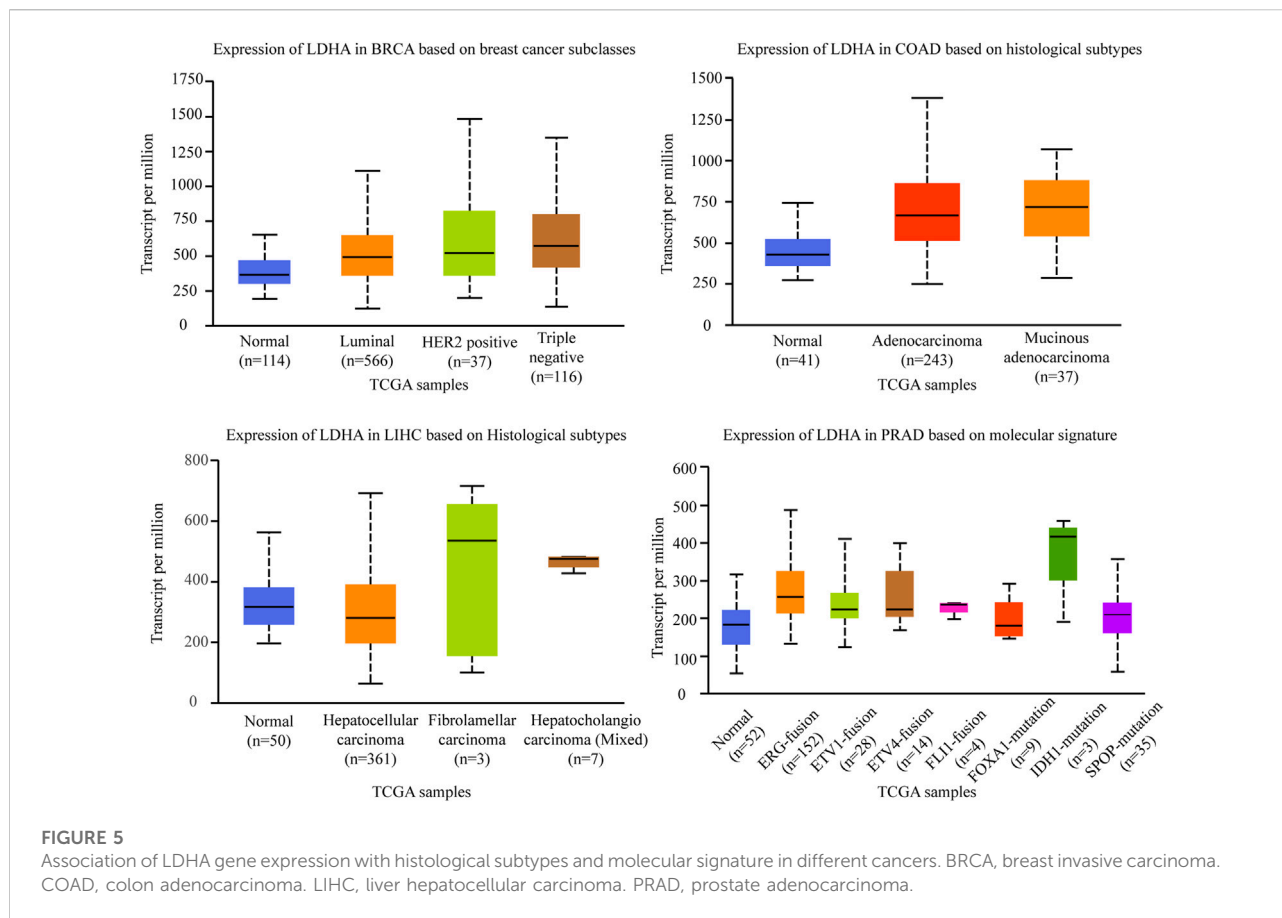 Expression of LDHA in BRCA based on breast cancer subclasses
1750
1500
1250
1000
750
500
250
0
Transcript per million
Normal
(n=114)
Luminal
(n=566)
HER2 positive
(n=37)
Triple
negative
(n=116)
TCGA samples
Expression of LDHA in COAD based on histological subtypes
1500
1250
1000
750
500
250
0
Transcript per million
Normal
(n=41)
Adenocarcinoma
(n=243)
Mucinous
adenocarcinoma
(n=37)
TCGA samples
Expression of LDHA in LIHC based on Histological subtypes
800
600
400
200
0
Transcript per million
Normal
(n=50)
Hepatocellular
carcinoma
(n=361)
Fibrolamellar
carcinoma
(n=3)
Hepatocholangio
carcinoma (Mixed)
(n=7)
TCGA samples
Expression of LDHA in PRAD based on molecular signature
600
500
400
300
200
100
0
Transcript per million
Normal
(n=52)
ERG-fusion
(n=152)
ETV1-fusion
(n=28)
ETV4-fusion
(n=14)
FLI1-fusion
(n=4)
FOXA1-mutation
(n=9)
IDH1-mutation
(n=3)
SPOP-mutation
(n=35)
TCGA samples
FIGURE 5
Association of LDHA gene expression with histological subtypes and molecular signature in different cancers. BRCA, breast invasive carcinoma.
COAD, colon adenocarcinoma. LIHC, liver hepatocellular carcinoma. PRAD, prostate adenocarcinoma.